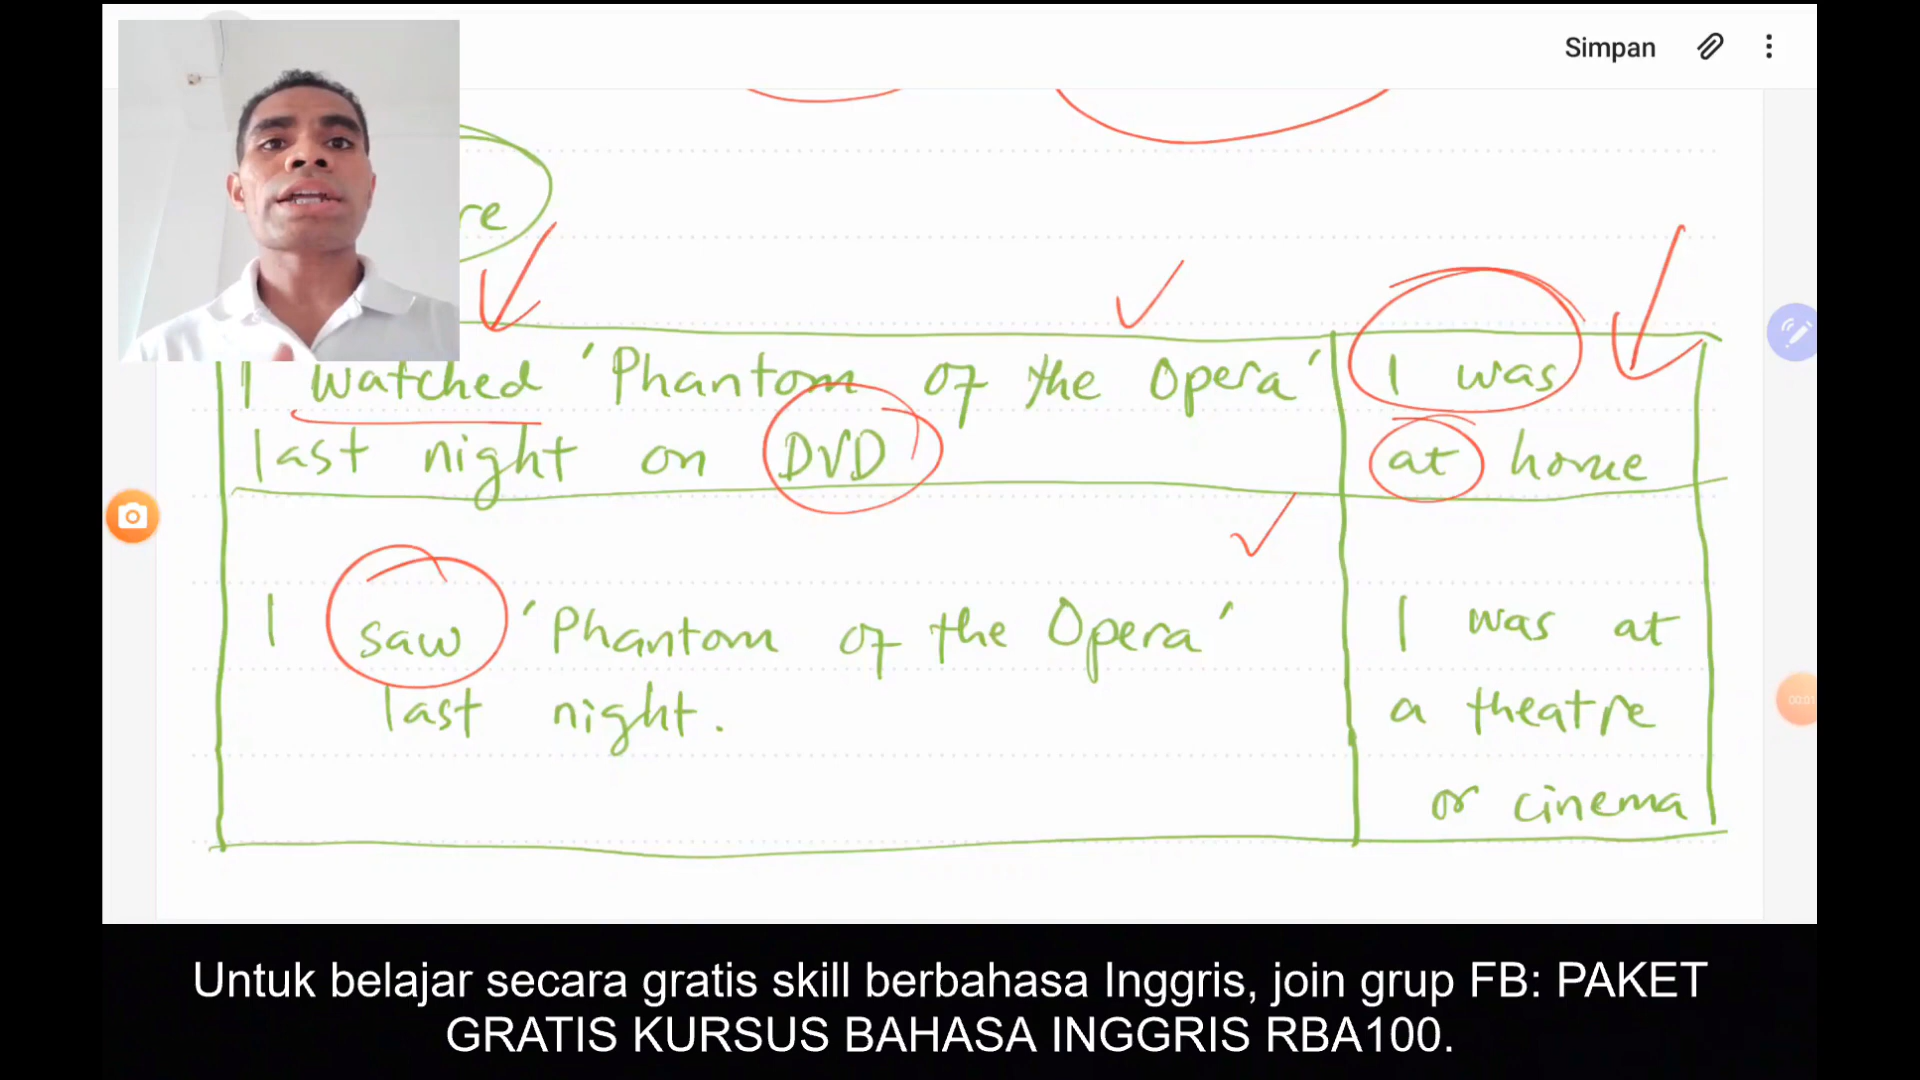 Simpan
re
I watched 'Phantom of the Opera'
last night on DVD
I was
at home
I saw 'Phantom of the Opera'
last night.
I was at
a theatre
or cinema
00:01
Untuk belajar secara gratis skill berbahasa Inggris, join grup FB: PAKET
GRATIS KURSUS BAHASA INGGRIS RBA100.